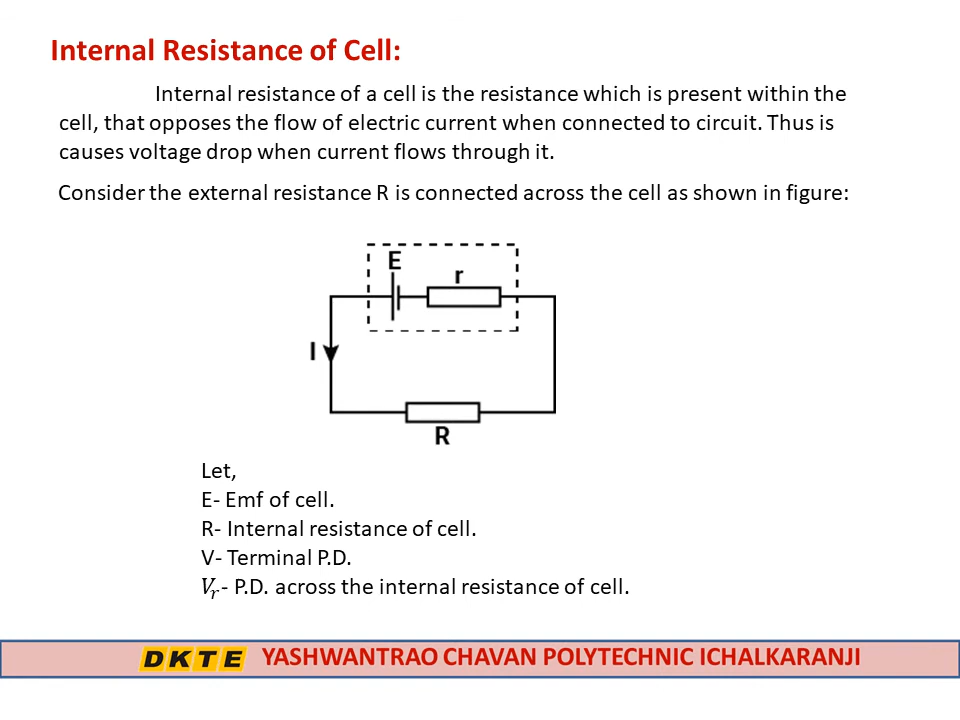 Internal Resistance of Cell:
Internal resistance of a cell is the resistance which is present within the
cell, that opposes the flow of electric current when connected to circuit. Thus is
causes voltage drop when current flows through it.
Consider the external resistance R is connected across the cell as shown in figure:
E
r
I
R
Let,
E- Emf of cell.
R- Internal resistance of cell.
V- Terminal P.D.
Vr- P.D. across the internal resistance of cell.
DKTE YASHWANTRAO CHAVAN POLYTECHNIC ICHALKARANJI